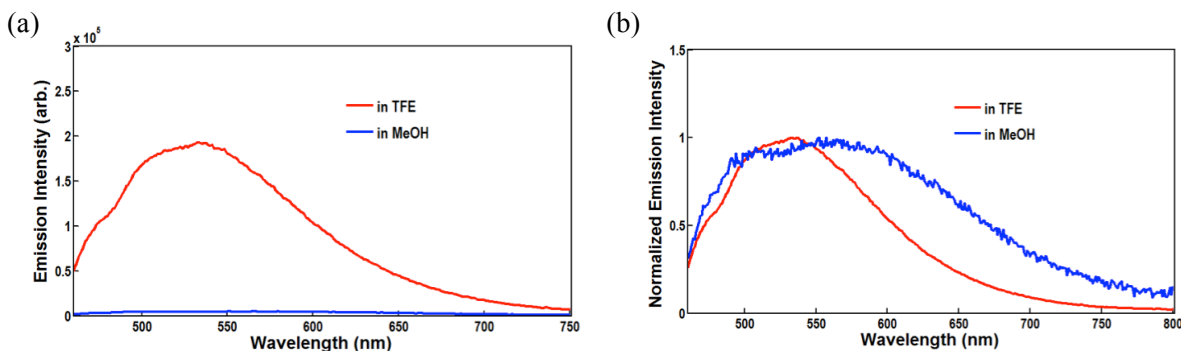 (a)
x 10⁵
3
2.5
2
1.5
1
0.5
0
500
550
600
650
700
750
Emission Intensity (arb.)
Wavelength (nm)
in TFE
in MeOH
(b)
1.5
1
0.5
0
500
550
600
650
700
750
800
Normalized Emission Intensity
Wavelength (nm)
in TFE
in MeOH